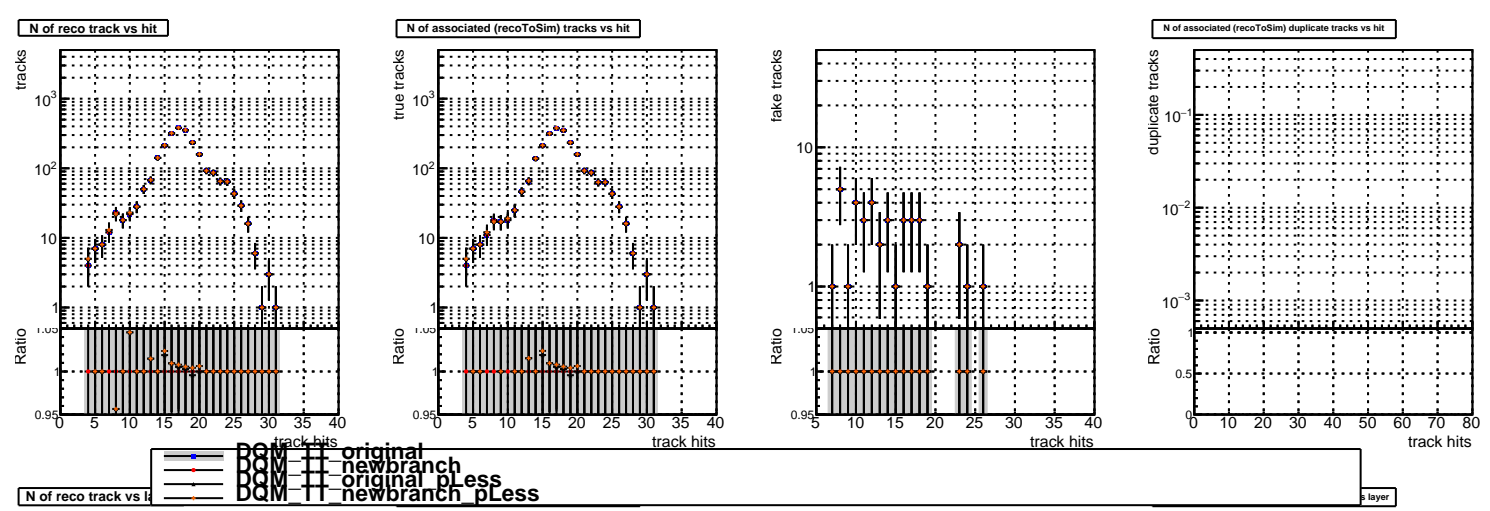 N of reco track vs hit
N of associated (recoToSim) tracks vs hit
N of associated (recoToSim) duplicate tracks vs hit
tracks
10³
10²
10
1
Ratio
1.05
1
0.95
0 5 10 15 20 25 30 35 40
track hits
true tracks
10³
10²
10
1
Ratio
1.05
1
0.95
0 5 10 15 20 25 30 35 40
track hits
fake tracks
10
1
Ratio
1.05
1
0.95
5 10 15 20 25 30 35 40
track hits
duplicate tracks
10⁻¹
10⁻²
10⁻³
Ratio
1
0.5
0
0 10 20 30 40 50 60 70 80
track hits
DQM_TT_original
DQM_TT_newbranch
DQM_TT_original_pLess
DQM_TT_newbranch_pLess
N of reco track vs la
s layer